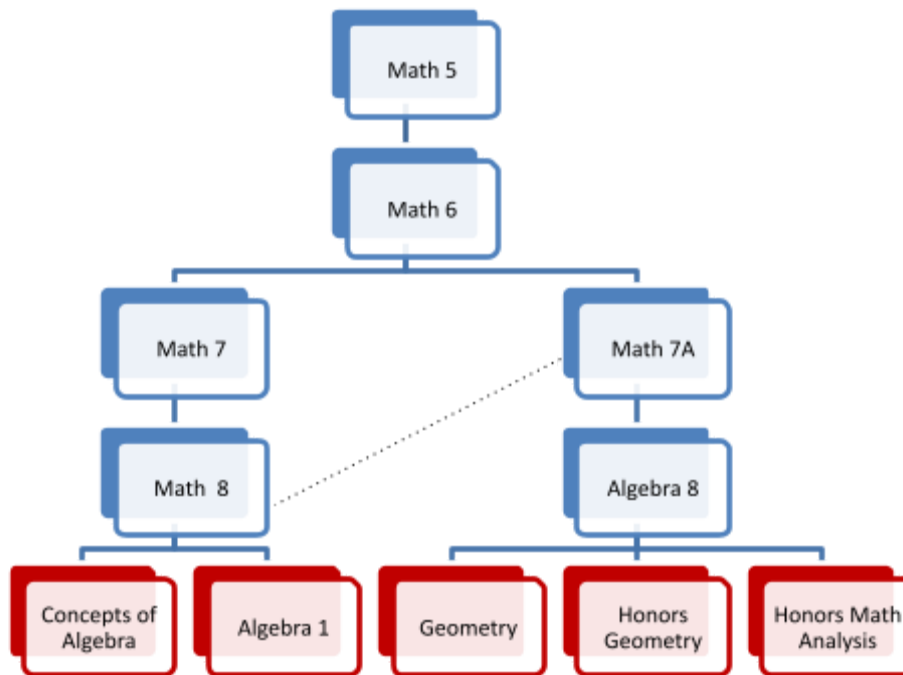 Math 5
Math 6
Math 7
Math 7A
Math 8
Algebra 8
Concepts of
Algebra
Algebra 1
Geometry
Honors
Geometry
Honors Math
Analysis